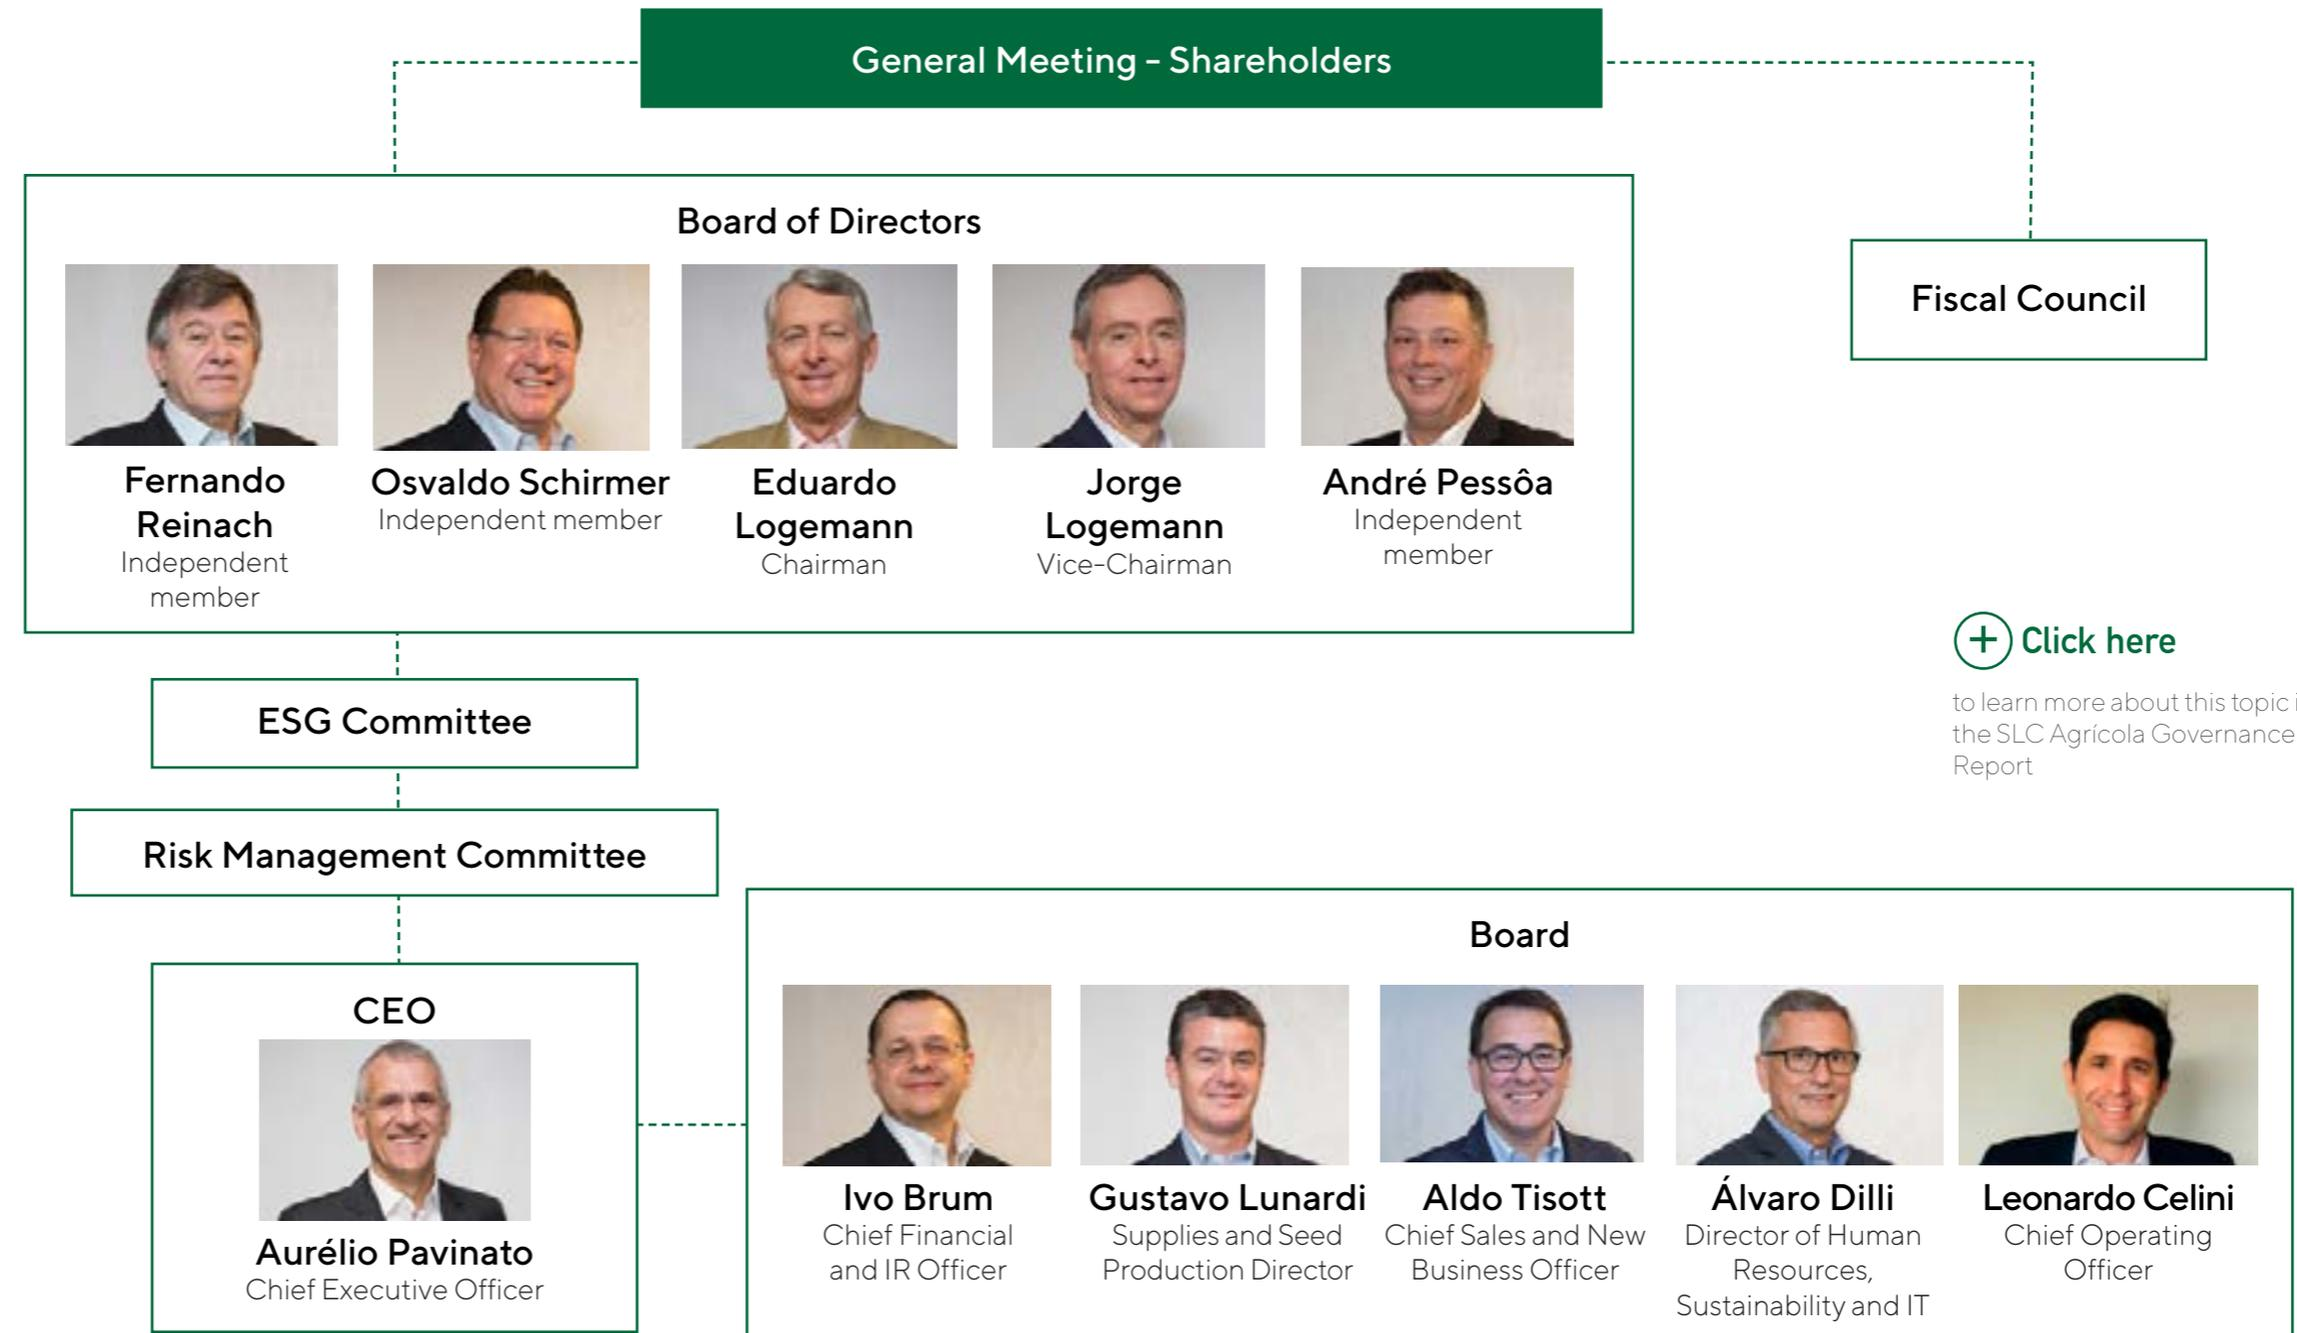 General Meeting - Shareholders
Board of Directors
Fernando
Reinach
Independent
member
Osvaldo Schirmer
Independent member
Eduardo
Logemann
Chairman
Jorge
Logemann
Vice-Chairman
André Pessôa
Independent
member
Fiscal Council
+ Click here
to learn more about this topic
the SLC Agrícola Governance
Report
ESG Committee
Risk Management Committee
CEO
Aurélio Pavinato
Chief Executive Officer
Board
Ivo Brum
Chief Financial
and IR Officer
Gustavo Lunardi
Supplies and Seed
Production Director
Aldo Tisott
Chief Sales and New
Business Officer
Álvaro Dilli
Director of Human
Resources,
Sustainability and IT
Leonardo Celini
Chief Operating
Officer